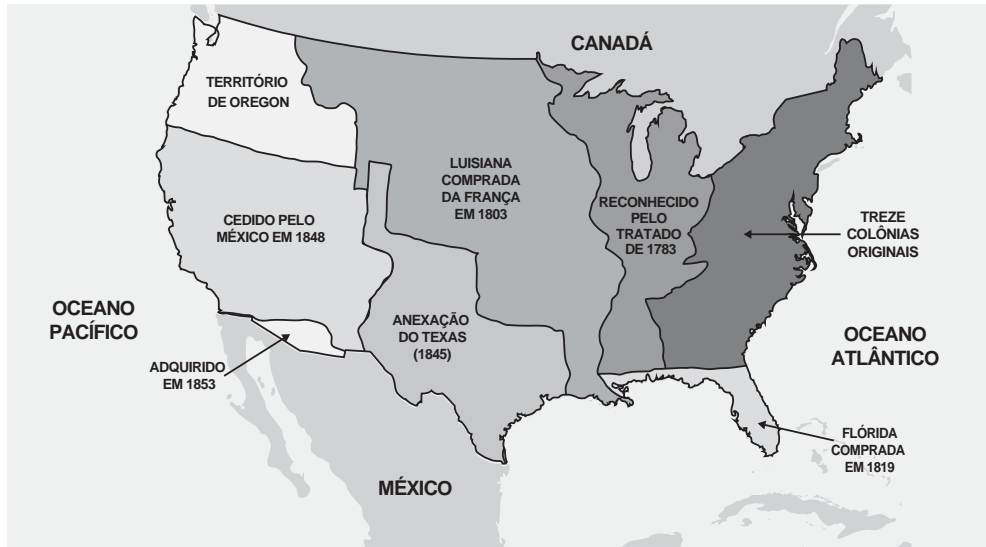 CANADÁ
TERRITÓRIO
DE OREGON
LUISIANA
COMPRADA
DA FRANÇA
EM 1803
RECONHECIDO
PELO
TRATADO
DE 1783
CEDIDO PELO
MÉXICO EM 1848
TREZE
COLÔNIAS
ORIGINAIS
OCEANO
PACÍFICO
ANEXAÇÃO
DO TEXAS
(1845)
OCEANO
ATLÂNTICO
ADQUIRIDO
EM 1853
FLÓRIDA
COMPRADA
EM 1819
MÉXICO